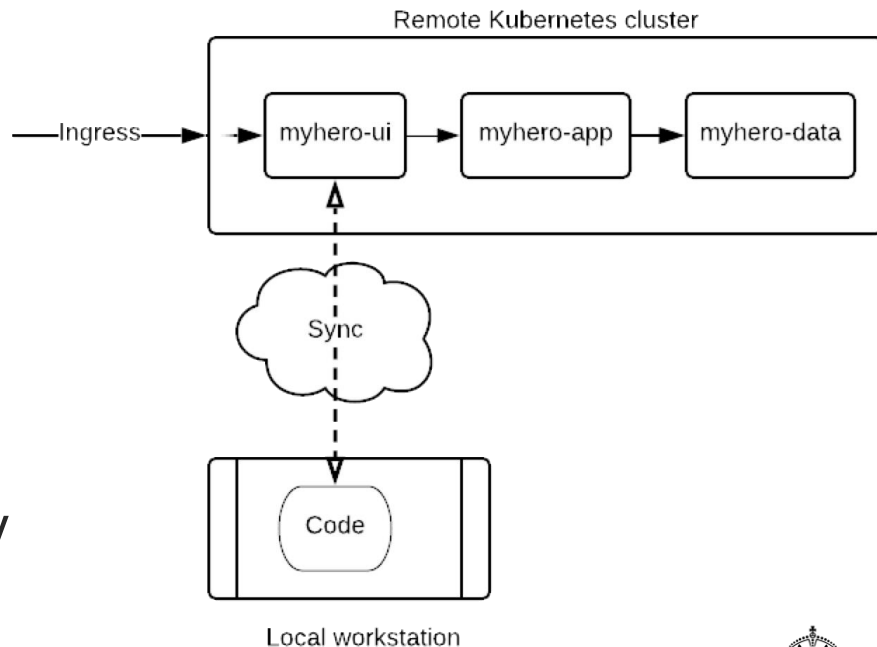 Remote Kubernetes cluster
Ingress
myhero-ui
myhero-app
myhero-data
Sync
Code
Local workstation